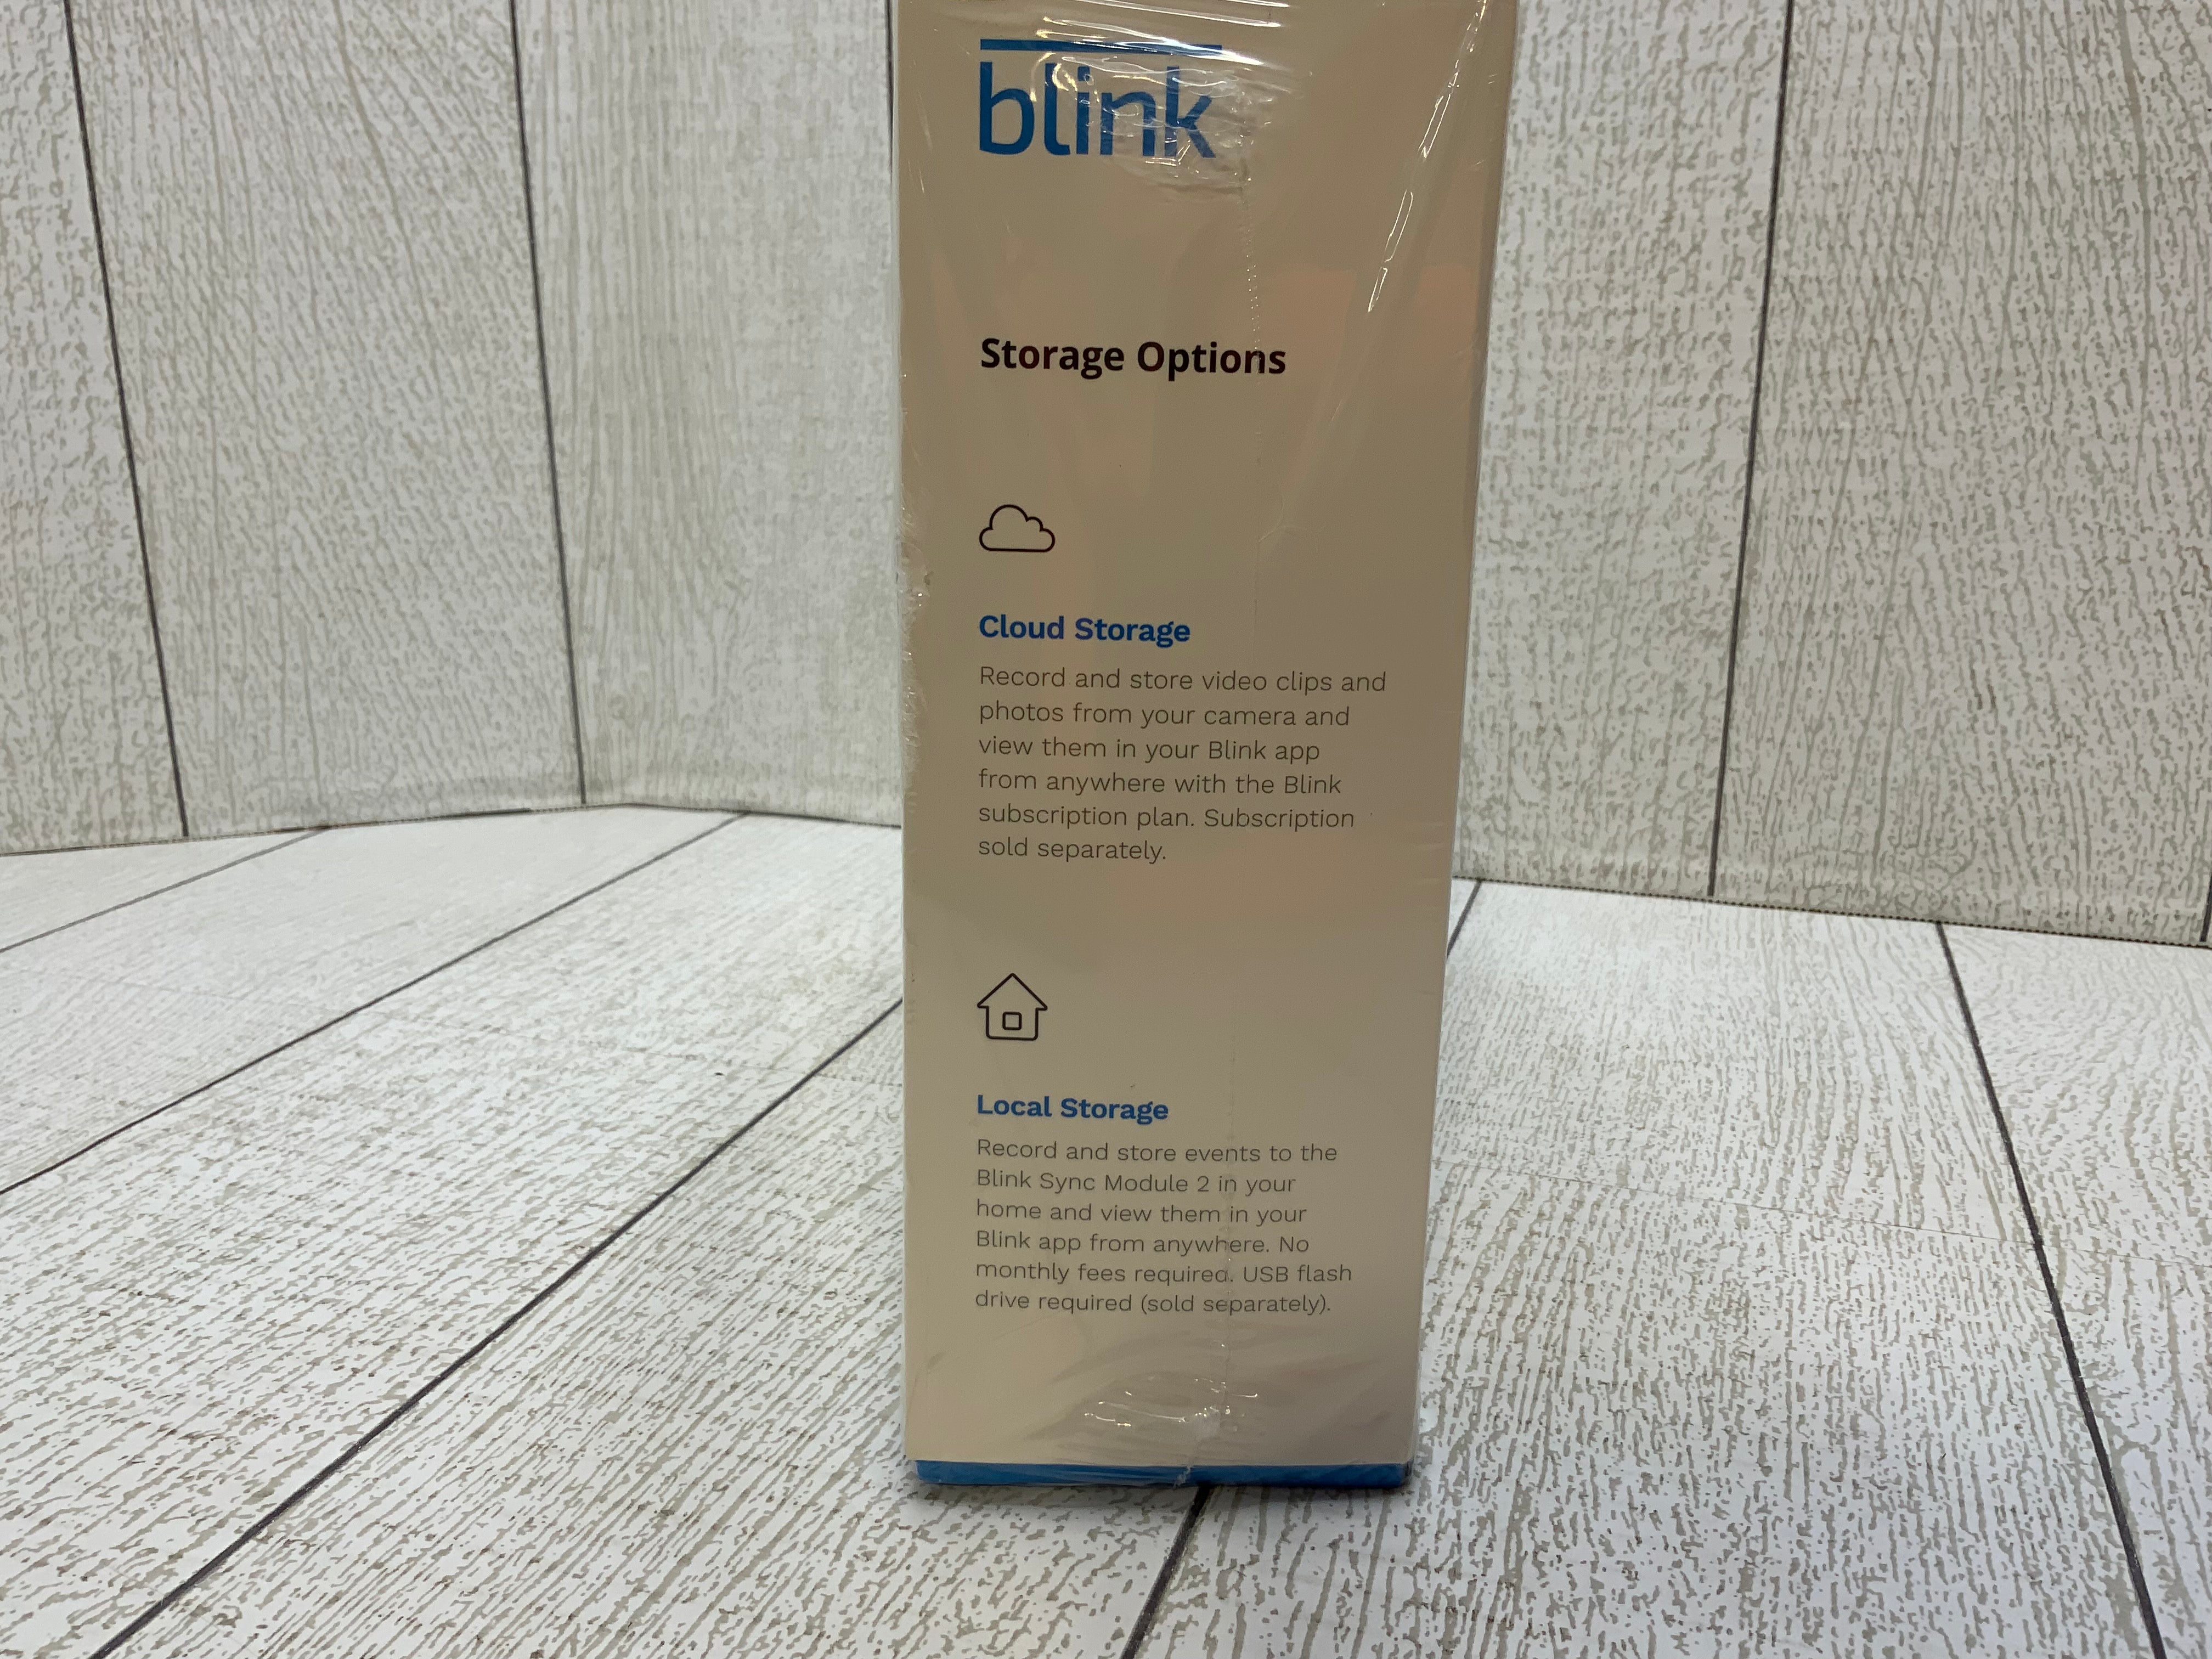 blink
Storage Options
Cloud Storage
Record and store video clips and
photos from your camera and
view them in your Blink app
from anywhere with the Blink
subscription plan. Subscription
sold separately.
Local Storage
Record and store events to the
Blink Sync Module 2 in your
home and view them in your
Blink app from anywhere. No
monthly fees required. USB flash
drive required (sold separately).